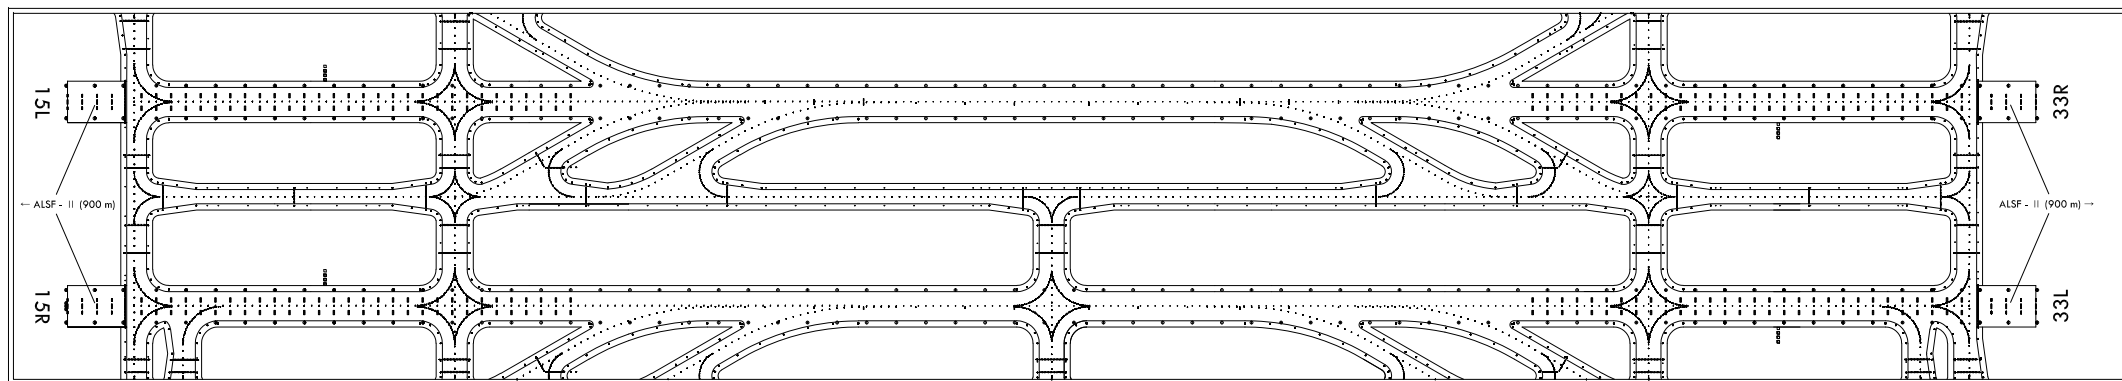 15L
33R
← ALSF - II (900 m)
ALSF - II (900 m) →
15R
33L